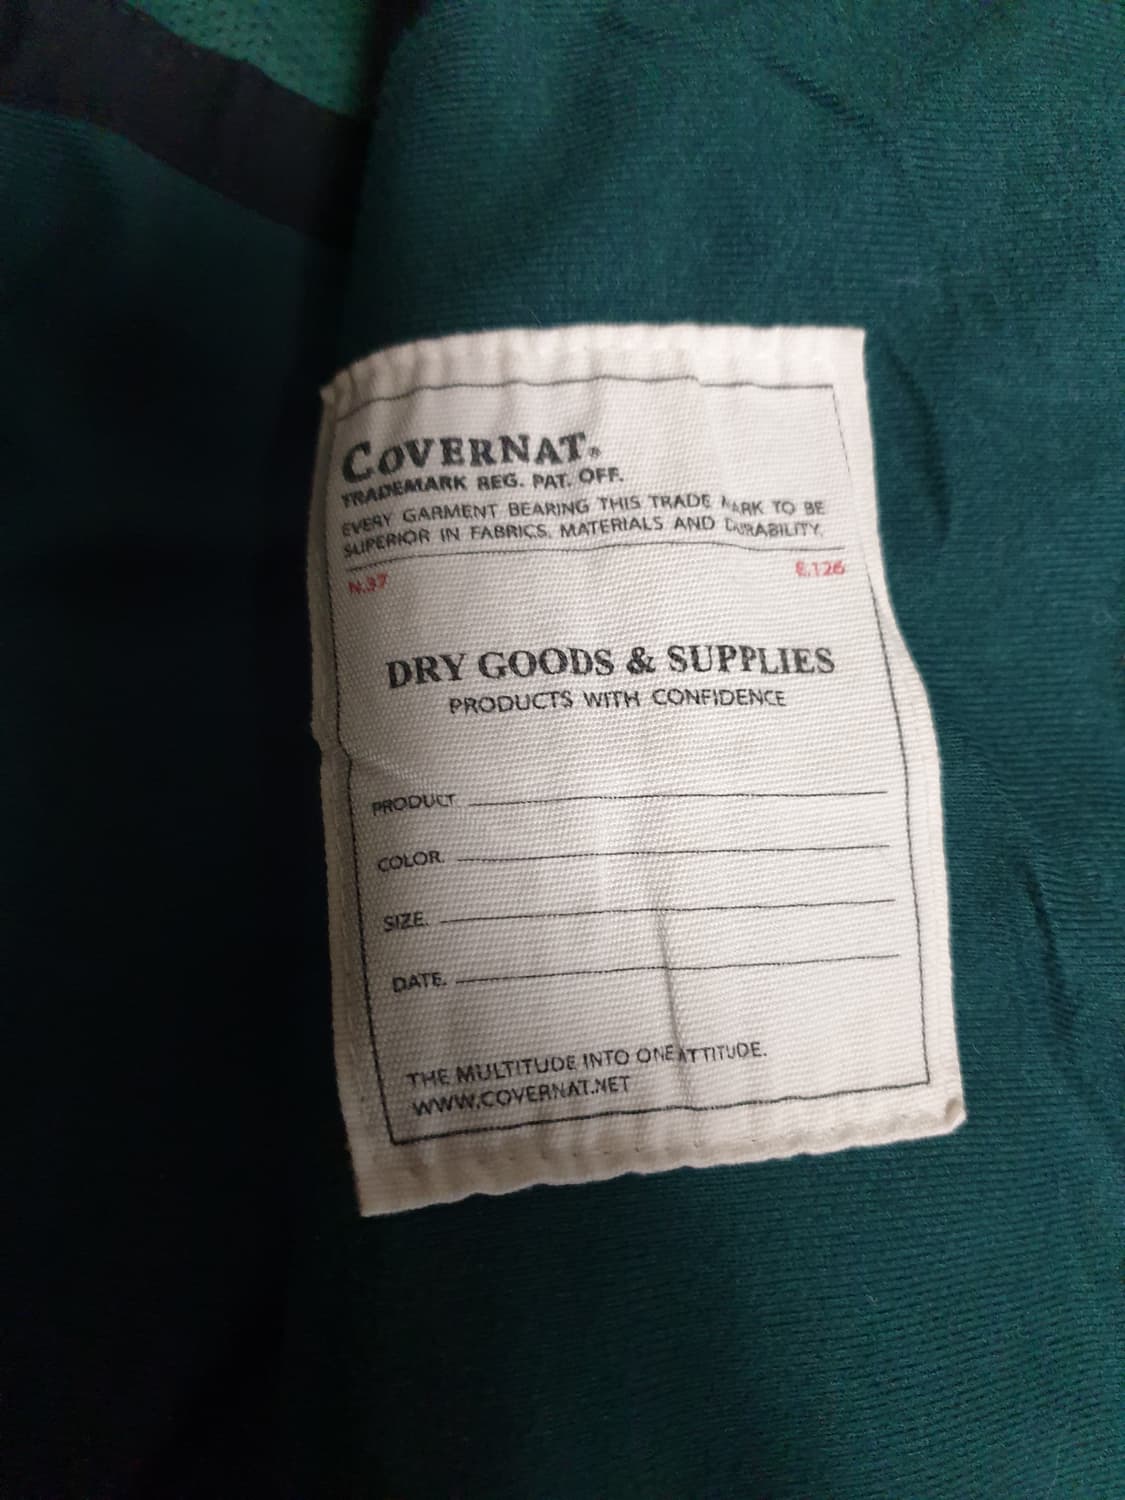 COVERNAT.
TRADEMARK REG. PAT. OFF.
EVERY GARMENT BEARING THIS TRADE MARK TO BE
SUPERIOR IN FABRICS, MATERIALS AND DURABILITY.
N.37 E.126
DRY GOODS & SUPPLIES
PRODUCTS WITH CONFIDENCE
PRODUCT.
COLOR.
SIZE.
DATE.
THE MULTITUDE INTO ONE ATTITUDE.
WWW.COVERNAT.NET